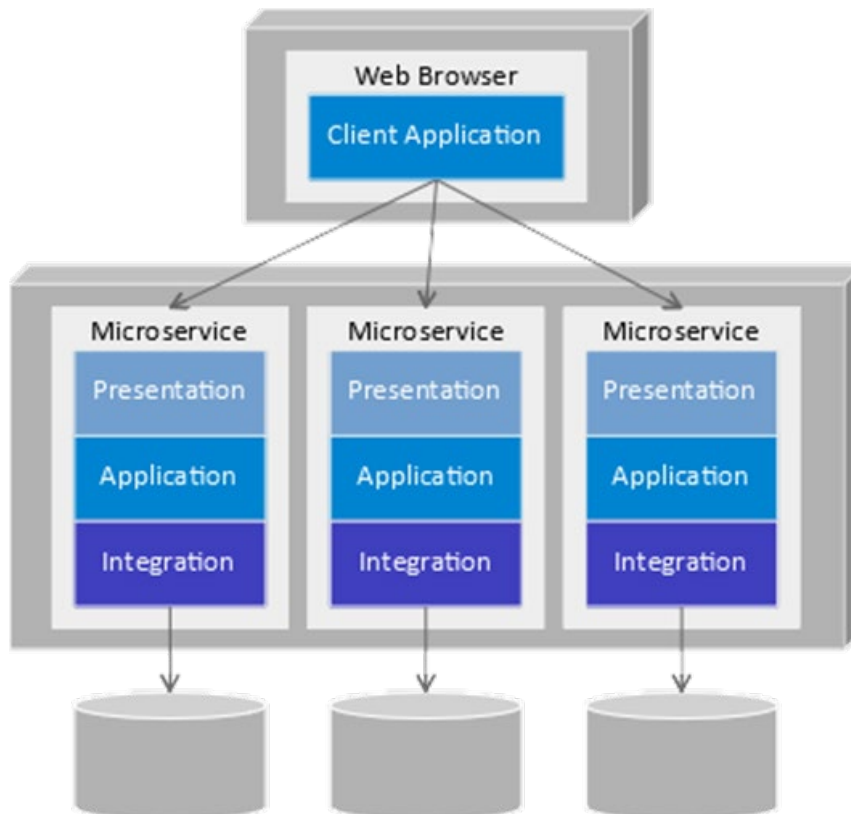 Web Browser
Client Application
Microservice
Microservice
Microservice
Presentation
Presentation
Presentation
Application
Application
Application
Integration
Integration
Integration